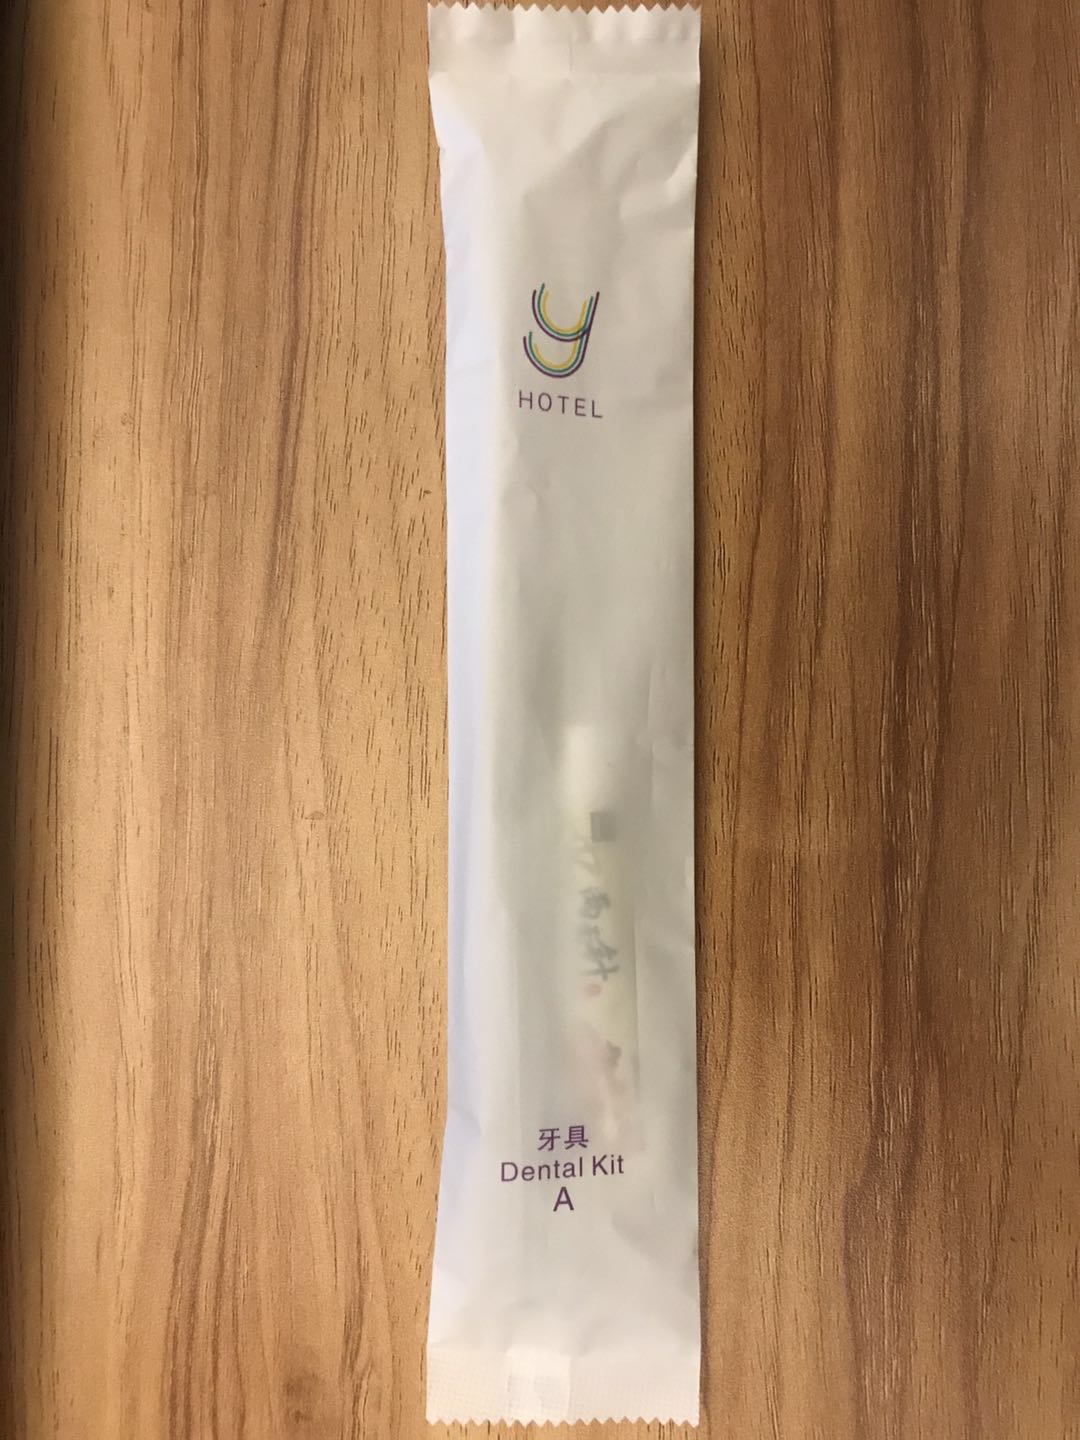 y
HOTEL
牙具
Dental Kit
A